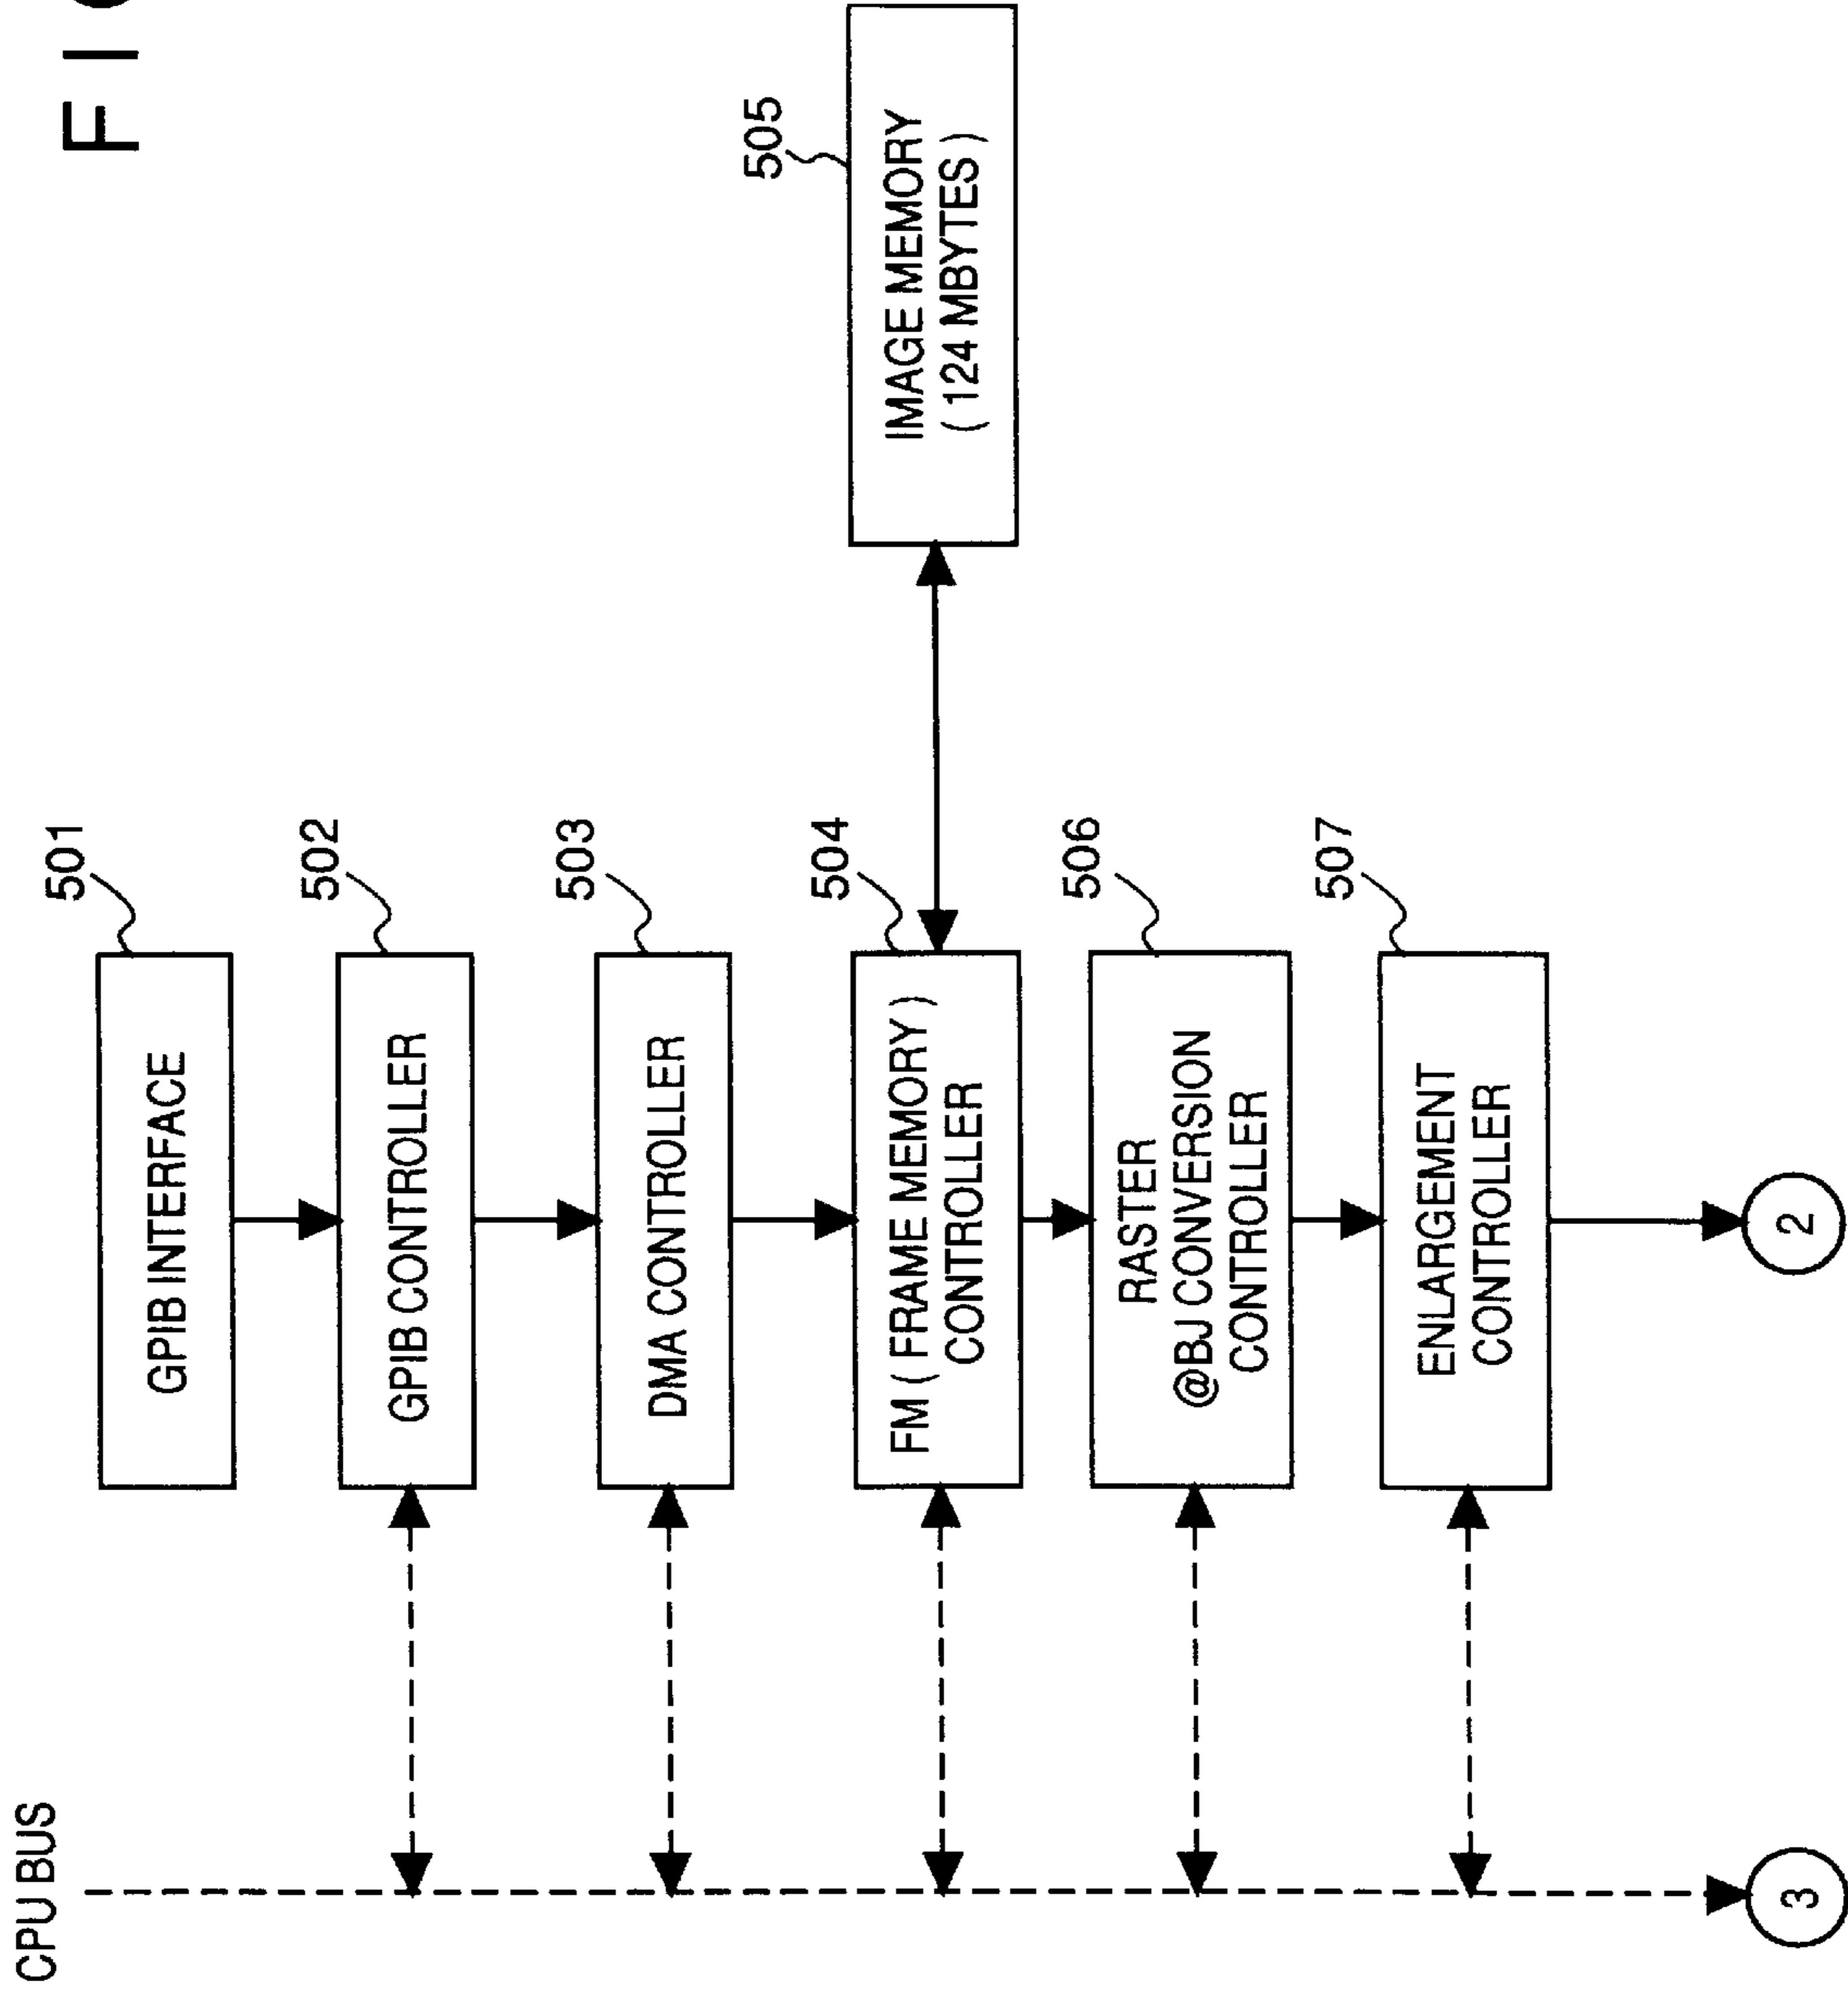 FIG
CPU BUS
501
GPIB INTERFACE
502
GPIB CONTROLLER
503
DMA CONTROLLER
504
FM ( FRAME MEMORY )
CONTROLLER
505
IMAGE MEMORY
( 124 MBYTES )
506
RASTER
@BJ CONVERSION
CONTROLLER
507
ENLARGEMENT
CONTROLLER
2
3